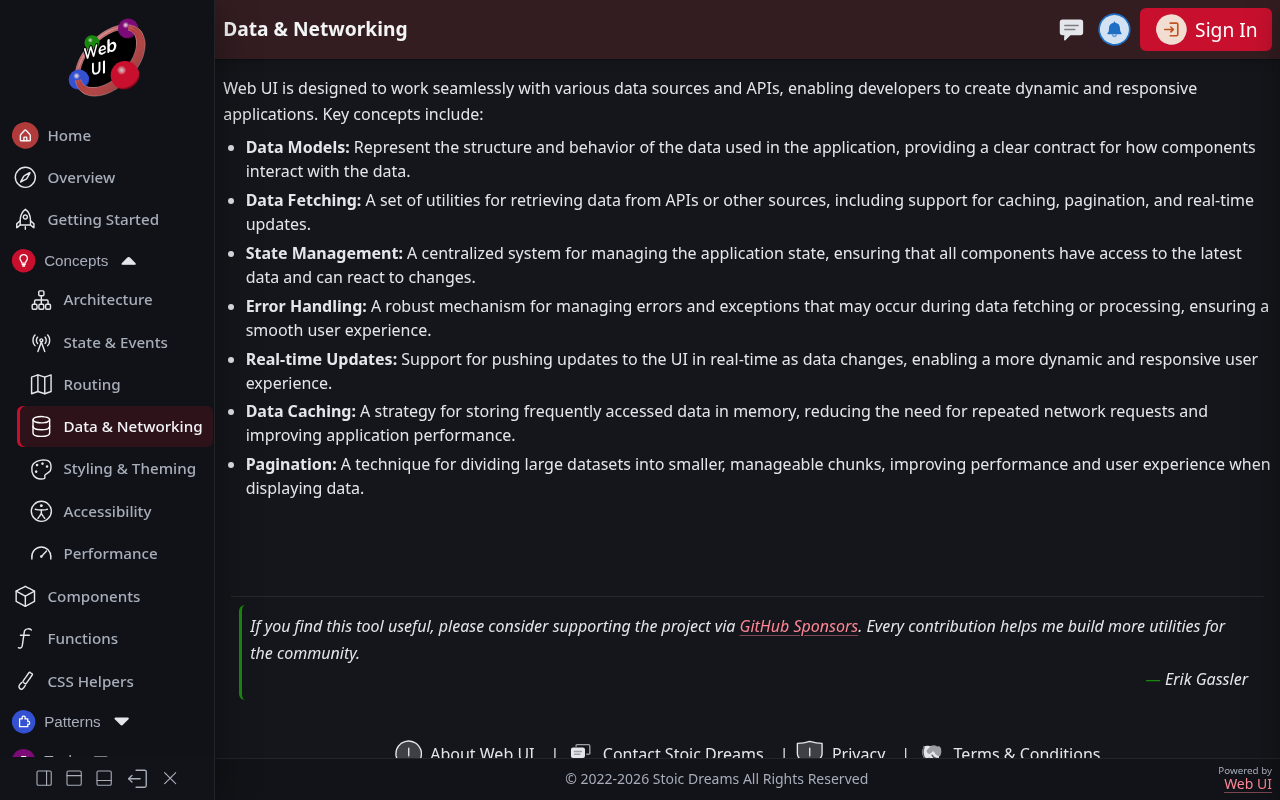 Web
UI
Home
Overview
Getting Started
Concepts
Architecture
State & Events
Routing
Data & Networking
Styling & Theming
Accessibility
Performance
Components
Functions
CSS Helpers
Patterns
Data & Networking
Sign In
Web UI is designed to work seamlessly with various data sources and APIs, enabling developers to create dynamic and responsive
applications. Key concepts include:
Data Models: Represent the structure and behavior of the data used in the application, providing a clear contract for how components
interact with the data.
Data Fetching: A set of utilities for retrieving data from APIs or other sources, including support for caching, pagination, and real-time
updates.
State Management: A centralized system for managing the application state, ensuring that all components have access to the latest
data and can react to changes.
Error Handling: A robust mechanism for managing errors and exceptions that may occur during data fetching or processing, ensuring a
smooth user experience.
Real-time Updates: Support for pushing updates to the UI in real-time as data changes, enabling a more dynamic and responsive user
experience.
Data Caching: A strategy for storing frequently accessed data in memory, reducing the need for repeated network requests and
improving application performance.
Pagination: A technique for dividing large datasets into smaller, manageable chunks, improving performance and user experience when
displaying data.
If you find this tool useful, please consider supporting the project via GitHub Sponsors. Every contribution helps me build more utilities for
the community.
— Erik Gassler
About Web UI | Contact Stoic Dreams | Privacy | Terms & Conditions
© 2022-2026 Stoic Dreams All Rights Reserved
Powered by
Web UI